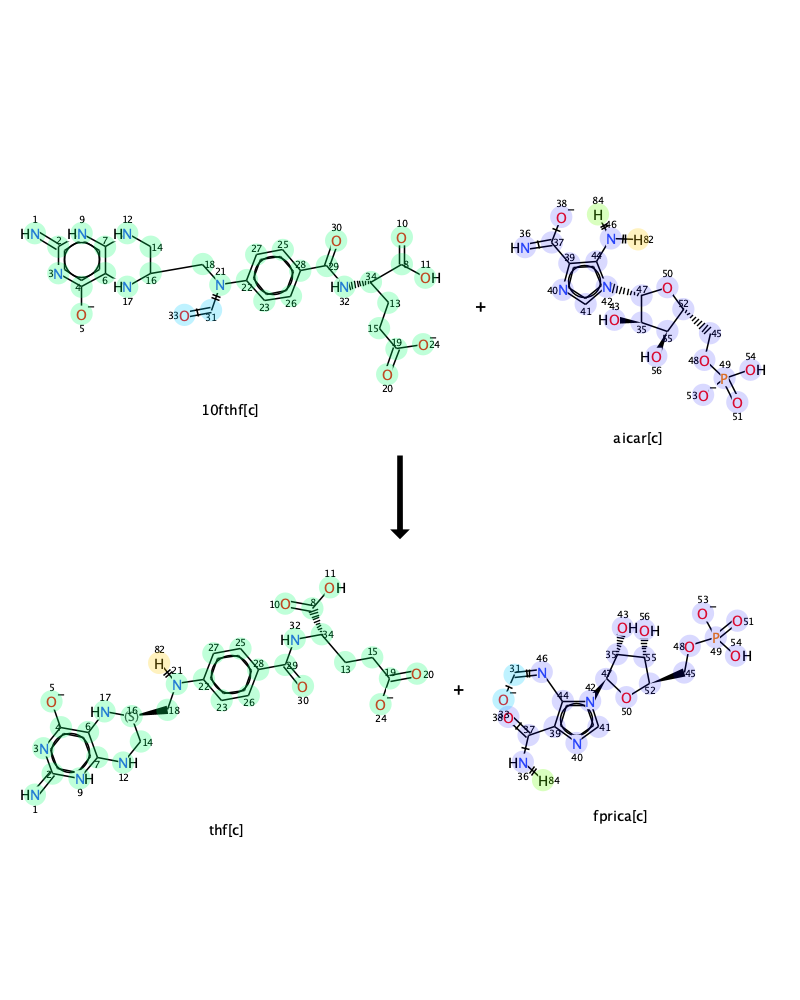 1 HN 2 9 HN 7 12 HN 14 3 N 4 6 HN 17 16 O⁻ 5 18 21 N 33 O 31 22 27 25 28 23 26 30 O 29 HN 32 34 8 10 O 11 OH 13 15 19 O⁻ 24 O 20
10fthf[c]
+
38 O⁻ 37 36 HN 39 44 46 N 84 H H 82 40 N 41 N 42 47 50 O 52 35 55 43 HO HO 56 45 48 O 49 P 54 OH 53 O⁻ O 51
aicar[c]
82 H 21 N 18 16 (S) 17 HN 14 12 HN 5 O⁻ 4 6 7 3 N 2 9 NH 1 HN 22 27 25 28 23 26 29 O 30 32 HN 34 8 10 O 11 OH 13 15 19 O 20 O⁻ 24
thf[c]
+
31 46 N O⁻ 33 38 O 37 36 HN H 84 44 39 42 N 41 N 40 47 50 O 52 35 55 43 OH 56 OH 45 48 O 49 P 53 O⁻ O 51 54 OH
fprica[c]